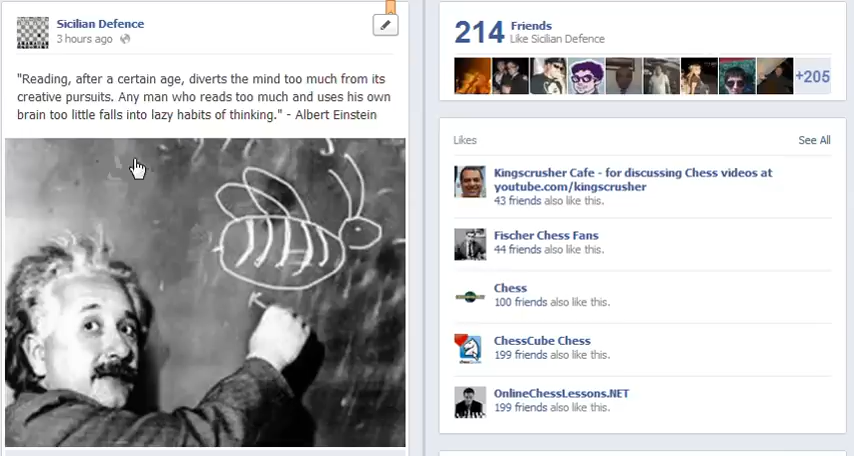 Sicilian Defence
3 hours ago
"Reading, after a certain age, diverts the mind too much from its
creative pursuits. Any man who reads too much and uses his own
brain too little falls into lazy habits of thinking." - Albert Einstein
K
214 Friends
Like Sicilian Defence
+205
Likes See All
Kingscrusher Cafe - for discussing Chess videos at
youtube.com/kingscrusher
43 friends also like this.
Fischer Chess Fans
44 friends also like this.
Chess
100 friends also like this.
ChessCube Chess
199 friends also like this.
OnlineChessLessons.NET
199 friends also like this.